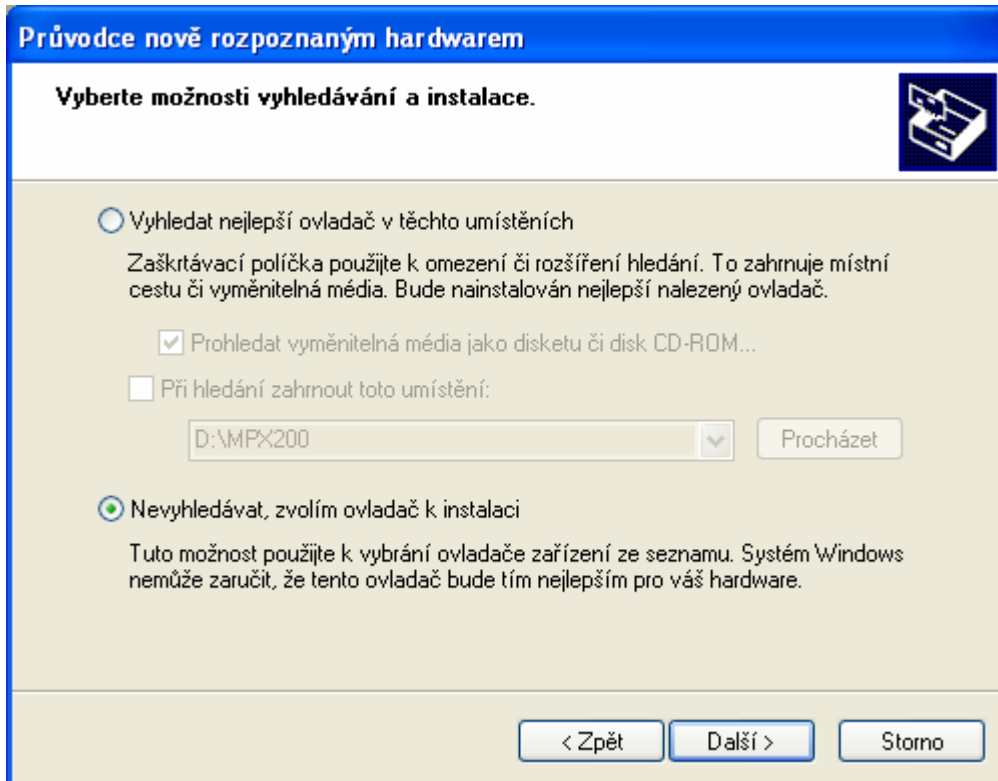 Průvodce nově rozpoznaným hardwarem
Vyberte možnosti vyhledávání a instalace.
Vyhledat nejlepší ovladač v těchto umístěních
Zaškrtávací políčka použijte k omezení či rozšíření hledání. To zahrnuje místní
cestu či vyměnitelná média. Bude nainstalován nejlepší nalezený ovladač.
Prohledat vyměnitelná média jako disketu či disk CD-ROM...
Při hledání zahrnout toto umístění:
D:\MPX200
Procházet
Nevyhledávat, zvolím ovladač k instalaci
Tuto možnost použijte k vybrání ovladače zařízení ze seznamu. Systém Windows
nemůže zaručit, že tento ovladač bude tím nejlepším pro váš hardware.
< Zpět
Další >
Storno